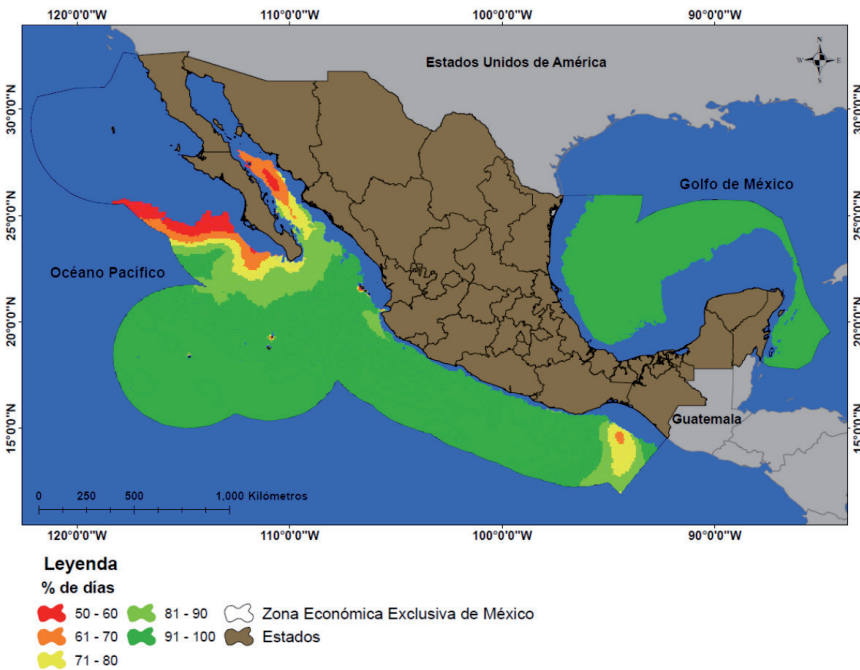 120°0'0"W 110°0'0"W 100°0'0"W 90°0'0"W
Estados Unidos de América
N
W E
S
30°0'0"N 30°0'0"N
Golfo de México
25°0'0"N 25°0'0"N
Océano Pacífico
20°0'0"N 20°0'0"N
Guatemala
15°0'0"N 15°0'0"N
0 250 500 1,000 Kilómetros
120°0'0"W 110°0'0"W 100°0'0"W 90°0'0"W
Leyenda
% de días
50 - 60 81 - 90 Zona Económica Exclusiva de México
61 - 70 91 - 100 Estados
71 - 80